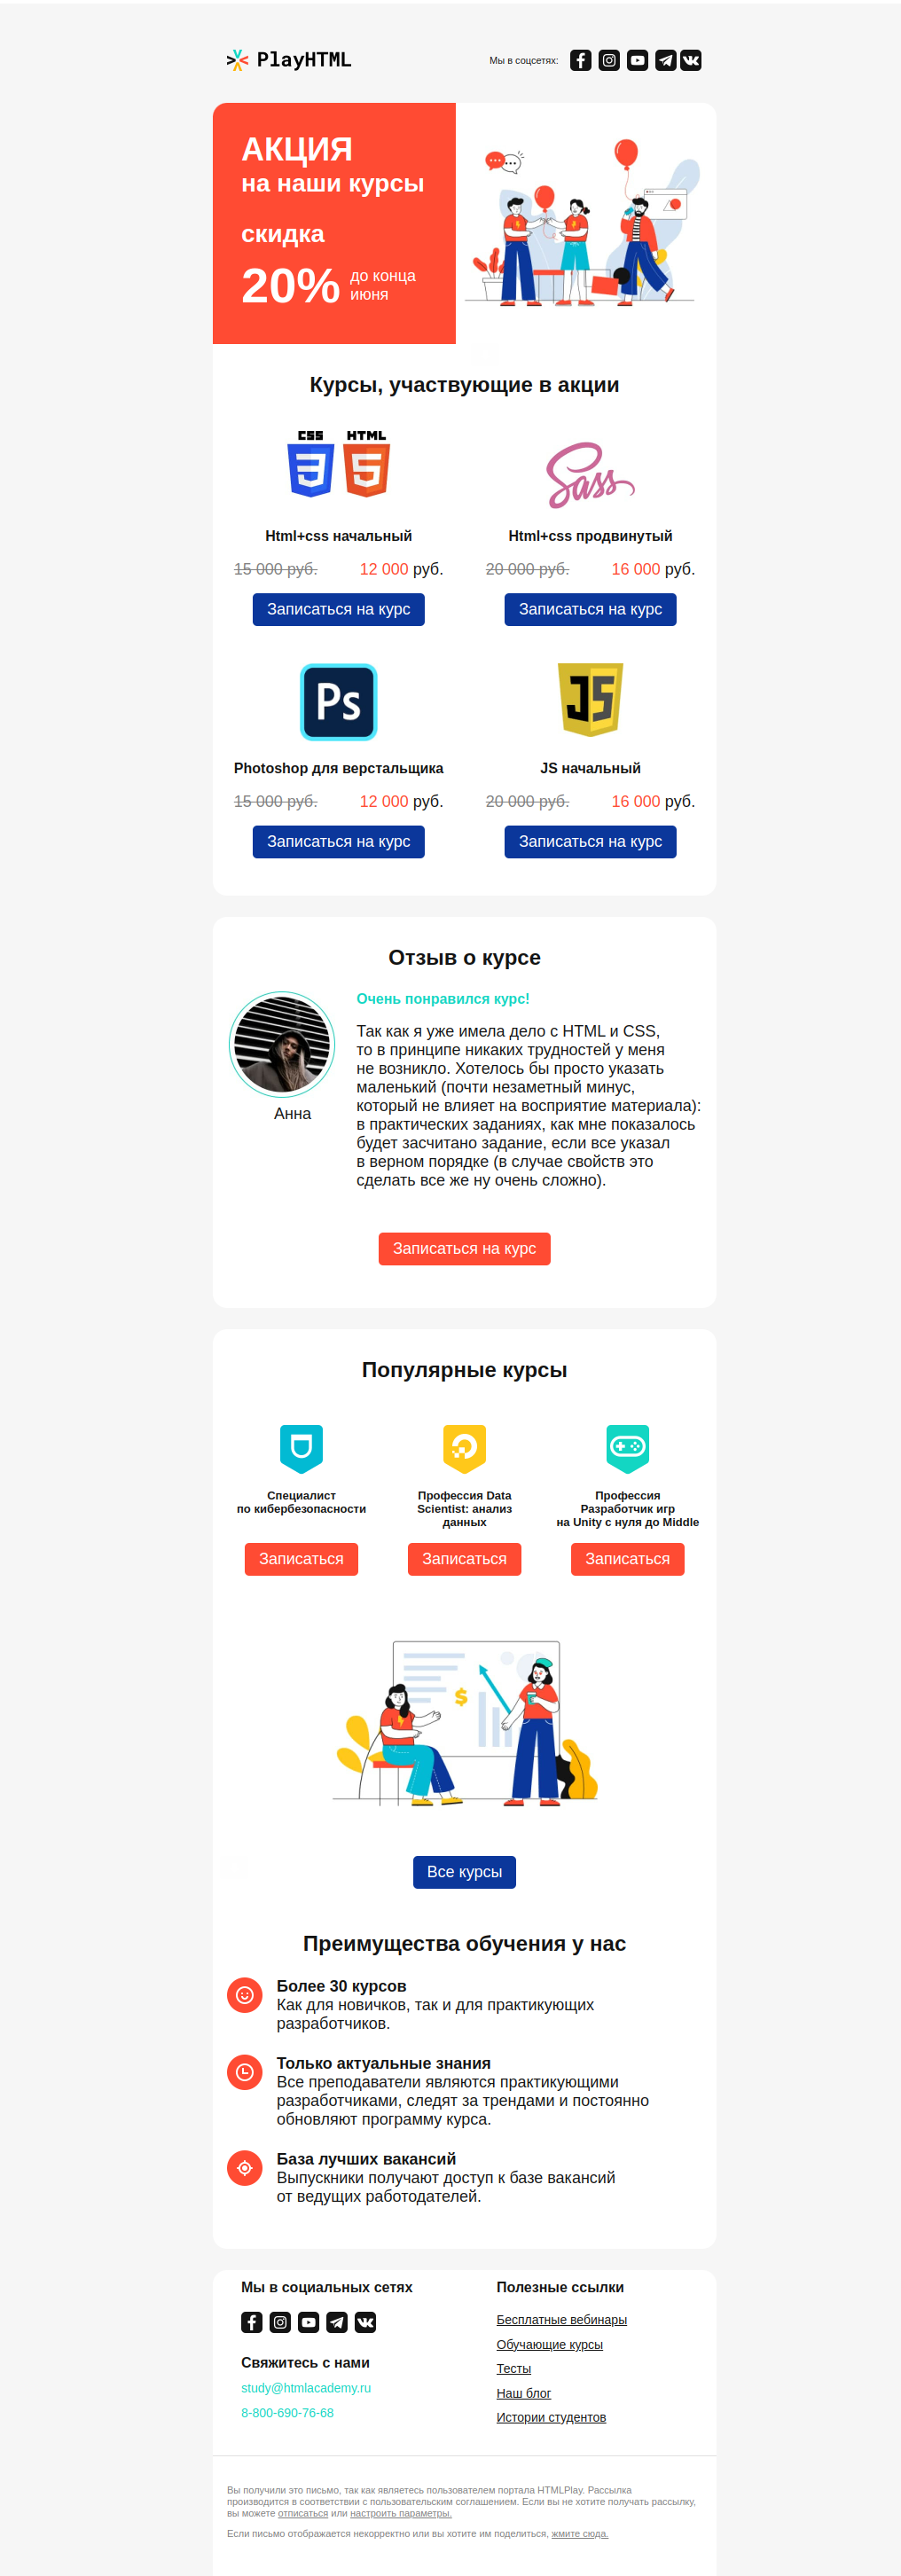 PlayHTML
Мы в соцсетях:
АКЦИЯ
на наши курсы
скидка
20%
до конца
июня
Курсы, участвующие в акции
CSS HTML
3 5
Sass
Html+css начальный
Html+css продвинутый
15 000 руб. 12 000 руб.
20 000 руб. 16 000 руб.
Записаться на курс
Записаться на курс
Ps
JS
Photoshop для верстальщика
JS начальный
15 000 руб. 12 000 руб.
20 000 руб. 16 000 руб.
Записаться на курс
Записаться на курс
Отзыв о курсе
Анна
Очень понравился курс!
Так как я уже имела дело с HTML и CSS,
то в принципе никаких трудностей у меня
не возникло. Хотелось бы просто указать
маленький (почти незаметный минус,
который не влияет на восприятие материала):
в практических заданиях, как мне показалось
будет засчитано задание, если все указал
в верном порядке (в случае свойств это
сделать все же ну очень сложно).
Записаться на курс
Популярные курсы
Специалист
по кибербезопасности
Профессия Data
Scientist: анализ
данных
Профессия
Разработчик игр
на Unity с нуля до Middle
Записаться
Записаться
Записаться
$
Все курсы
Преимущества обучения у нас
Более 30 курсов
Как для новичков, так и для практикующих
разработчиков.
Только актуальные знания
Все преподаватели являются практикующими
разработчиками, следят за трендами и постоянно
обновляют программу курса.
База лучших вакансий
Выпускники получают доступ к базе вакансий
от ведущих работодателей.
Мы в социальных сетях
Свяжитесь с нами
study@htmlacademy.ru
8-800-690-76-68
Полезные ссылки
Бесплатные вебинары
Обучающие курсы
Тесты
Наш блог
Истории студентов
Вы получили это письмо, так как являетесь пользователем портала HTMLPlay. Рассылка
производится в соответствии с пользовательским соглашением. Если вы не хотите получать рассылку,
вы можете отписаться или настроить параметры.
Если письмо отображается некорректно или вы хотите им поделиться, жмите сюда.